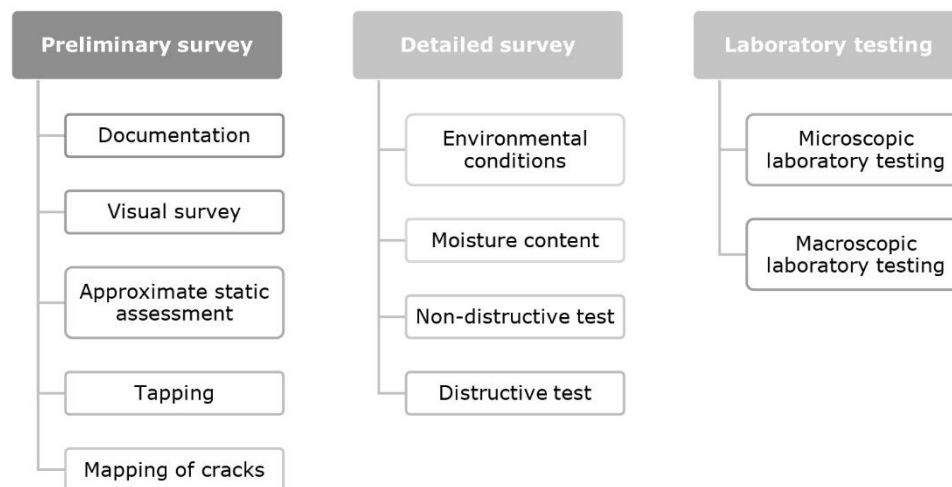 Preliminary survey
Documentation
Visual survey
Approximate static
assessment
Tapping
Mapping of cracks
Detailed survey
Environmental
conditions
Moisture content
Non-distructive test
Distructive test
Laboratory testing
Microscopic
laboratory testing
Macroscopic
laboratory testing